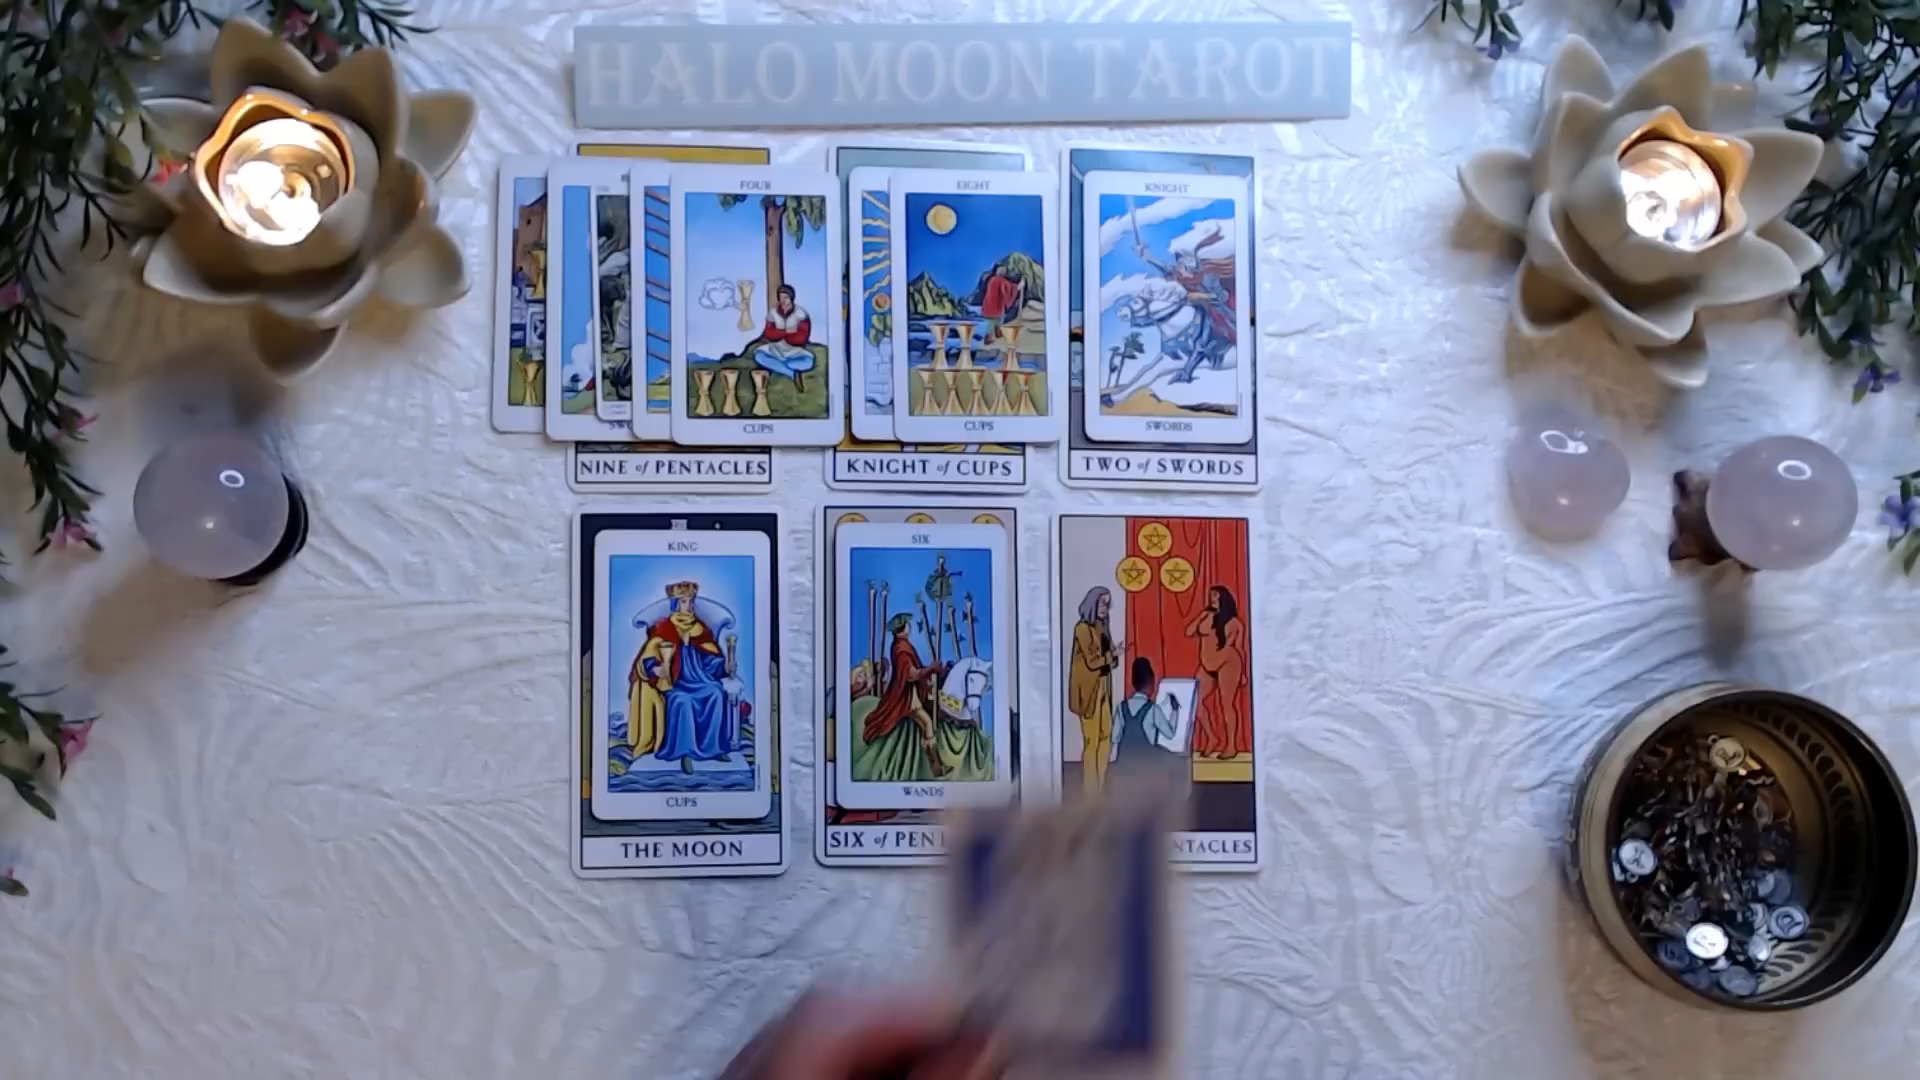 HALO MOON TAROT
FOUR
CUPS
NINE of PENTACLES
EIGHT
CUPS
KNIGHT of CUPS
KNIGHT
SWORDS
TWO of SWORDS
KING
CUPS
THE MOON
SIX
WANDS
SIX of PEN
NTACLES